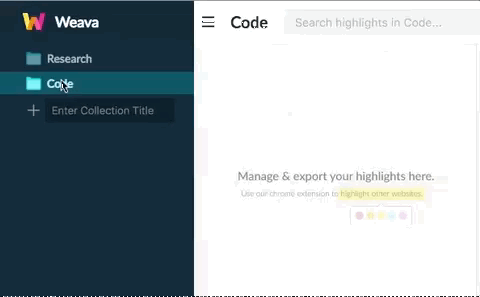 Weava
Research
Code
Enter Collection Title
Code
Search highlights in Code...
Manage & export your highlights here.
Use our chrome extension to highlight other websites.